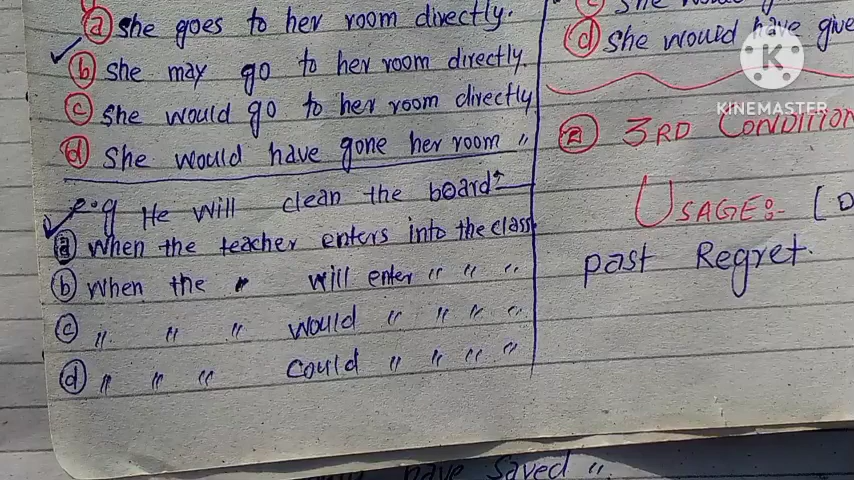 ⓐ She goes to her room directly.
ⓑ She may go to her room directly.
ⓒ She would go to her room directly
ⓓ She would have gone her room "
e.g He will clean the board?
ⓐ When the teacher enters into the class
ⓑ When the " will enter " " "
ⓒ " " " would " " " "
ⓓ " " " could " " " "
ⓓ She would have give
3RD CONDITION
USAGE:- [D
past Regret.
have saved "
KINEMASTER